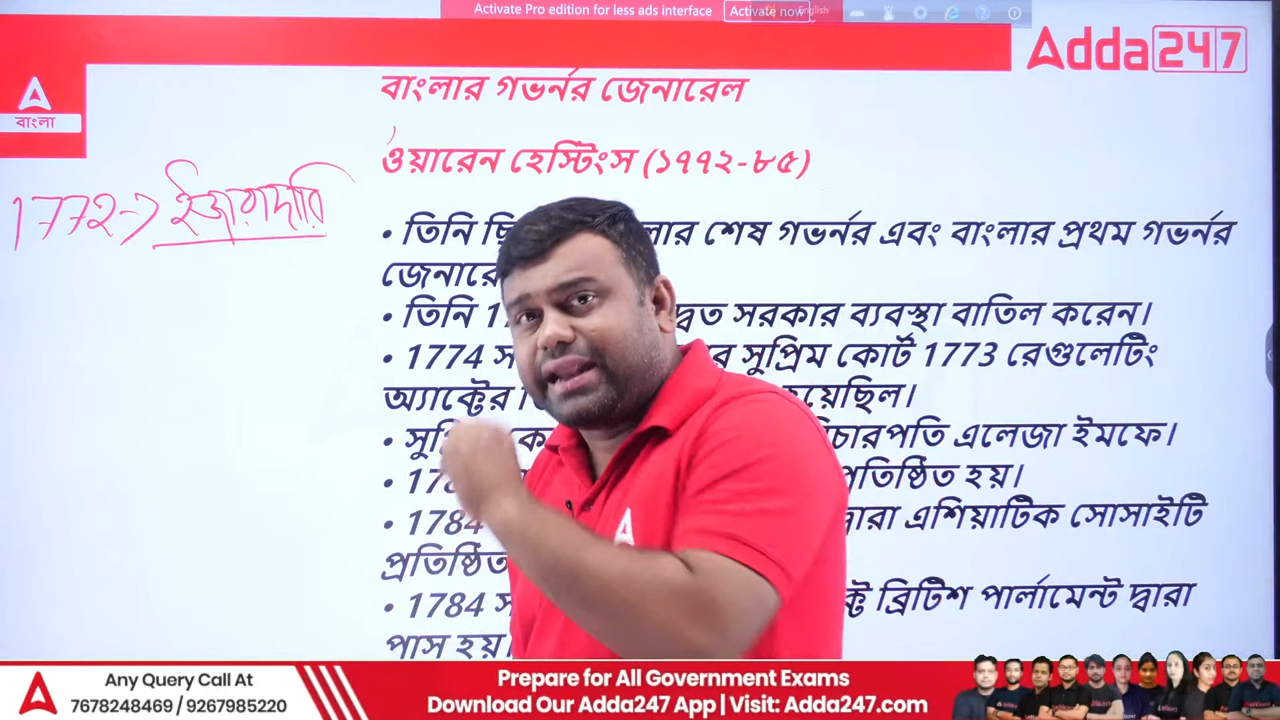 Activate Pro edition for less ads interface
Activate now
English
Adda247
বাংলা
বাংলার গভর্নর জেনারেল
ওয়ারেন হেস্টিংস (১৭৭২-৮৫)
1772-> ইজারাদারি
• তিনি লার শেষ গভর্নর এবং বাংলার প্রথম গভর্নর
জেনারে
• তিনি 1 দ্বৈত সরকার ব্যবস্থা বাতিল করেন।
• 1774 স র সুপ্রিম কোর্ট 1773 রেগুলেটিং
অ্যাক্টের হয়েছিল।
• সুপ্রি কো চারপতি এলেজা ইমফে।
• 178 প্রতিষ্ঠিত হয়।
• 1784 দ্বারা এশিয়াটিক সোসাইটি
প্রতিষ্ঠিত
• 1784 স ক্ট ব্রিটিশ পার্লামেন্ট দ্বারা
পাস হয়।
Any Query Call At
7678248469 / 9267985220
Prepare for All Government Exams
Download Our Adda247 App | Visit: Adda247.com